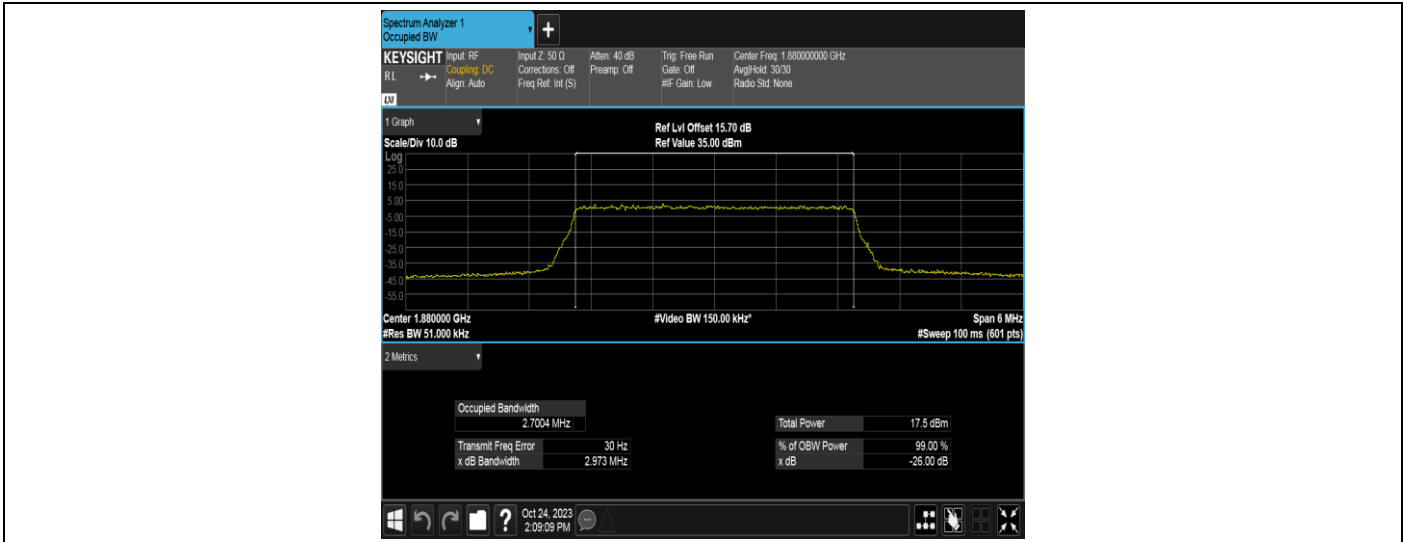 Spectrum Analyzer 1
Occupied BW
+
KEYSIGHT Input: RF Input Z: 50 Ω Atten: 40 dB Trig: Free Run Center Freq: 1.880000000 GHz
RL Coupling: DC Corrections: Off Preamp: Off Gate: Off Avg|Hold: 30/30
Align: Auto Freq Ref: Int (S) #IF Gain: Low Radio Std: None
LXI
1 Graph Ref Lvl Offset 15.70 dB
Scale/Div 10.0 dB Ref Value 35.00 dBm
Log
25.0
15.0
5.00
-5.00
-15.0
-25.0
-35.0
-45.0
-55.0
Center 1.880000 GHz #Video BW 150.00 kHz* Span 6 MHz
#Res BW 51.000 kHz #Sweep 100 ms (601 pts)
2 Metrics
Occupied Bandwidth
2.7004 MHz Total Power 17.5 dBm
Transmit Freq Error 30 Hz % of OBW Power 99.00 %
x dB Bandwidth 2.973 MHz x dB -26.00 dB
? Oct 24, 2023
2:09:09 PM